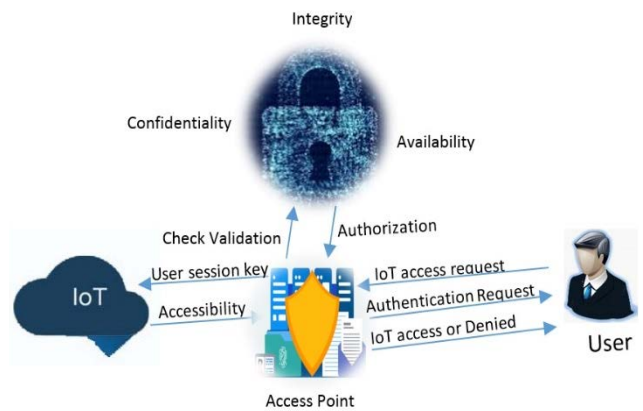 Integrity
Confidentiality
Availability
Check Validation
Authorization
User session key
IoT access request
IoT
Accessibility
Authentication Request
IoT access or Denied
User
Access Point